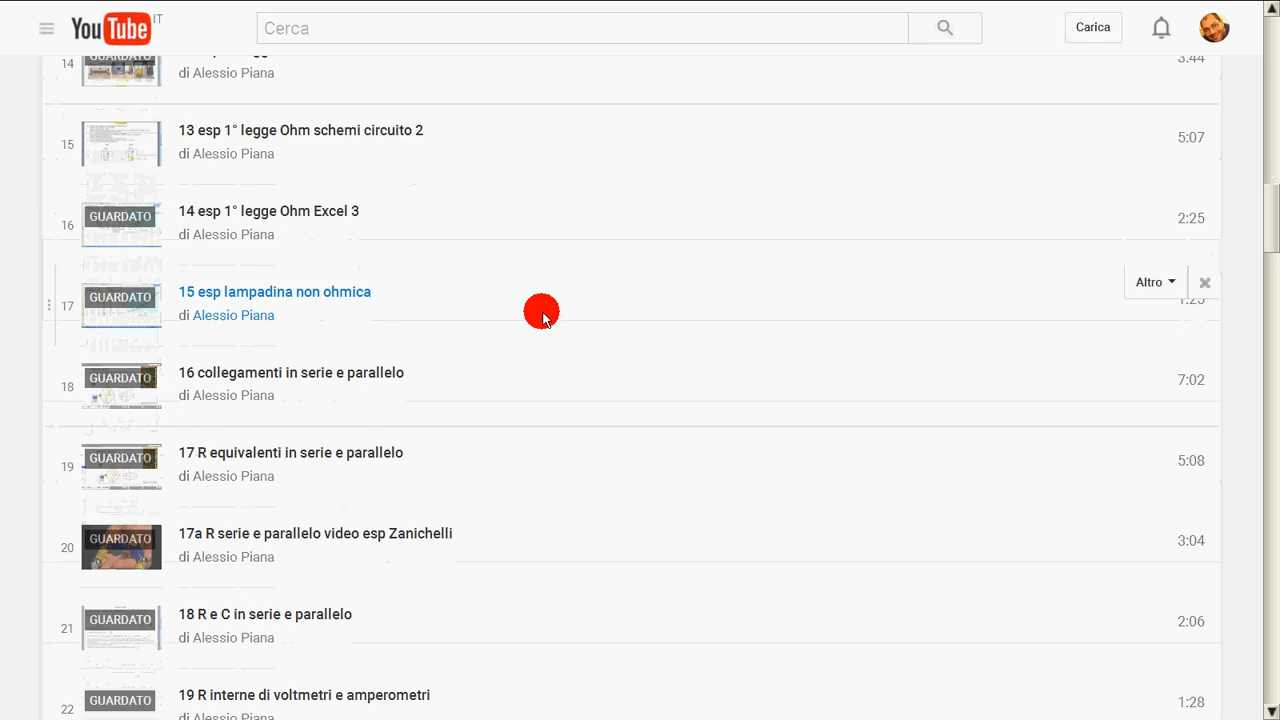 YouTube IT
Cerca
Carica
14
GUARDATO
di Alessio Piana
3:44
15
13 esp 1° legge Ohm schemi circuito 2
di Alessio Piana
5:07
16
GUARDATO
14 esp 1° legge Ohm Excel 3
di Alessio Piana
2:25
17
GUARDATO
15 esp lampadina non ohmica
di Alessio Piana
Altro
18
GUARDATO
16 collegamenti in serie e parallelo
di Alessio Piana
7:02
19
GUARDATO
17 R equivalenti in serie e parallelo
di Alessio Piana
5:08
20
GUARDATO
17a R serie e parallelo video esp Zanichelli
di Alessio Piana
3:04
21
GUARDATO
18 R e C in serie e parallelo
di Alessio Piana
2:06
22
GUARDATO
19 R interne di voltmetri e amperometri
di Alessio Piana
1:28